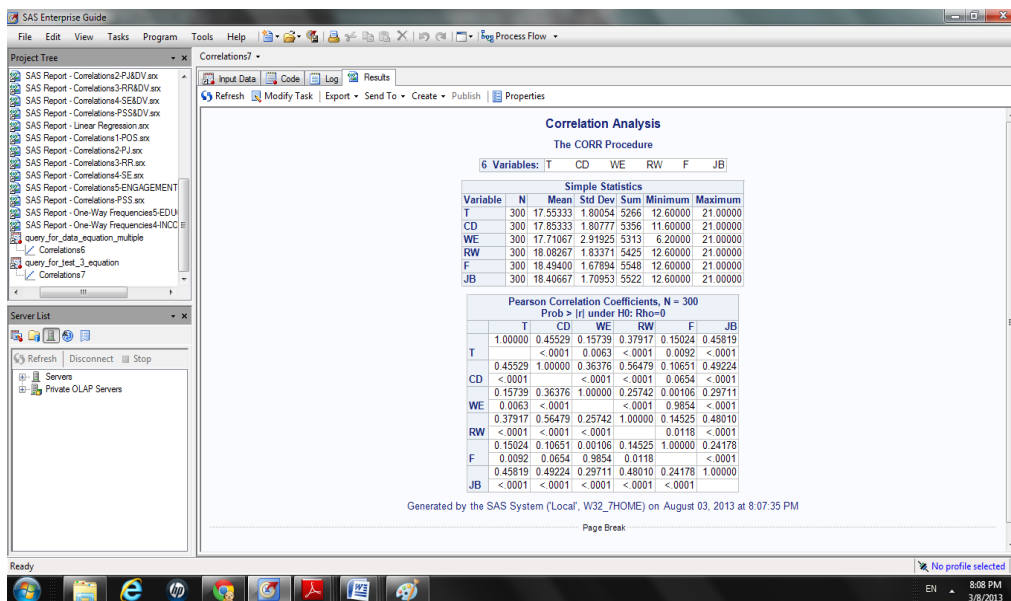 SAS Enterprise Guide
File Edit View Tasks Program Tools Help Process Flow
Project Tree
SAS Report - Correlations2-PJ&DV.srx
SAS Report - Correlations3-RR&DV.srx
SAS Report - Correlations4-SE&DV.srx
SAS Report - Correlations-PSS&DV.srx
SAS Report - Linear Regression.srx
SAS Report - Correlations1-POS.srx
SAS Report - Correlations2-PJ.srx
SAS Report - Correlations3-RR.srx
SAS Report - Correlations4-SE.srx
SAS Report - Correlations5-ENGAGEMENT
SAS Report - Correlations-PSS.srx
SAS Report - One-Way Frequencies5-EDU
SAS Report - One-Way Frequencies4-INCC
query_for_data_equation_multiple
Correlations6
query_for_test_3_equation
Correlations7
Server List
Refresh Disconnect Stop
Servers
Private OLAP Servers
Correlations7
Input Data Code Log Results
Refresh Modify Task Export Send To Create Publish Properties
Correlation Analysis
The CORR Procedure
6 Variables: T CD WE RW F JB
Simple Statistics
Variable N Mean Std Dev Sum Minimum Maximum
T 300 17.55333 1.80054 5266 12.60000 21.00000
CD 300 17.85333 1.80777 5356 11.60000 21.00000
WE 300 17.71067 2.91925 5313 6.20000 21.00000
RW 300 18.08267 1.83371 5425 12.60000 21.00000
F 300 18.49400 1.67894 5548 12.60000 21.00000
JB 300 18.40667 1.70953 5522 12.60000 21.00000
Pearson Correlation Coefficients, N = 300
Prob > |r| under H0: Rho=0
T CD WE RW F JB
1.00000 0.45529 0.15739 0.37917 0.15024 0.45819
T <.0001 0.0063 <.0001 0.0092 <.0001
0.45529 1.00000 0.36376 0.56479 0.10651 0.49224
CD <.0001 <.0001 <.0001 0.0654 <.0001
0.15739 0.36376 1.00000 0.25742 0.00106 0.29711
WE 0.0063 <.0001 <.0001 0.9854 <.0001
0.37917 0.56479 0.25742 1.00000 0.14525 0.48010
RW <.0001 <.0001 <.0001 0.0118 <.0001
0.15024 0.10651 0.00106 0.14525 1.00000 0.24178
F 0.0092 0.0654 0.9854 0.0118 <.0001
0.45819 0.49224 0.29711 0.48010 0.24178 1.00000
JB <.0001 <.0001 <.0001 <.0001 <.0001
Generated by the SAS System ('Local', W32_7HOME) on August 03, 2013 at 8:07:35 PM
Page Break
Ready
No profile selected
hp
EN
8:08 PM
3/8/2013